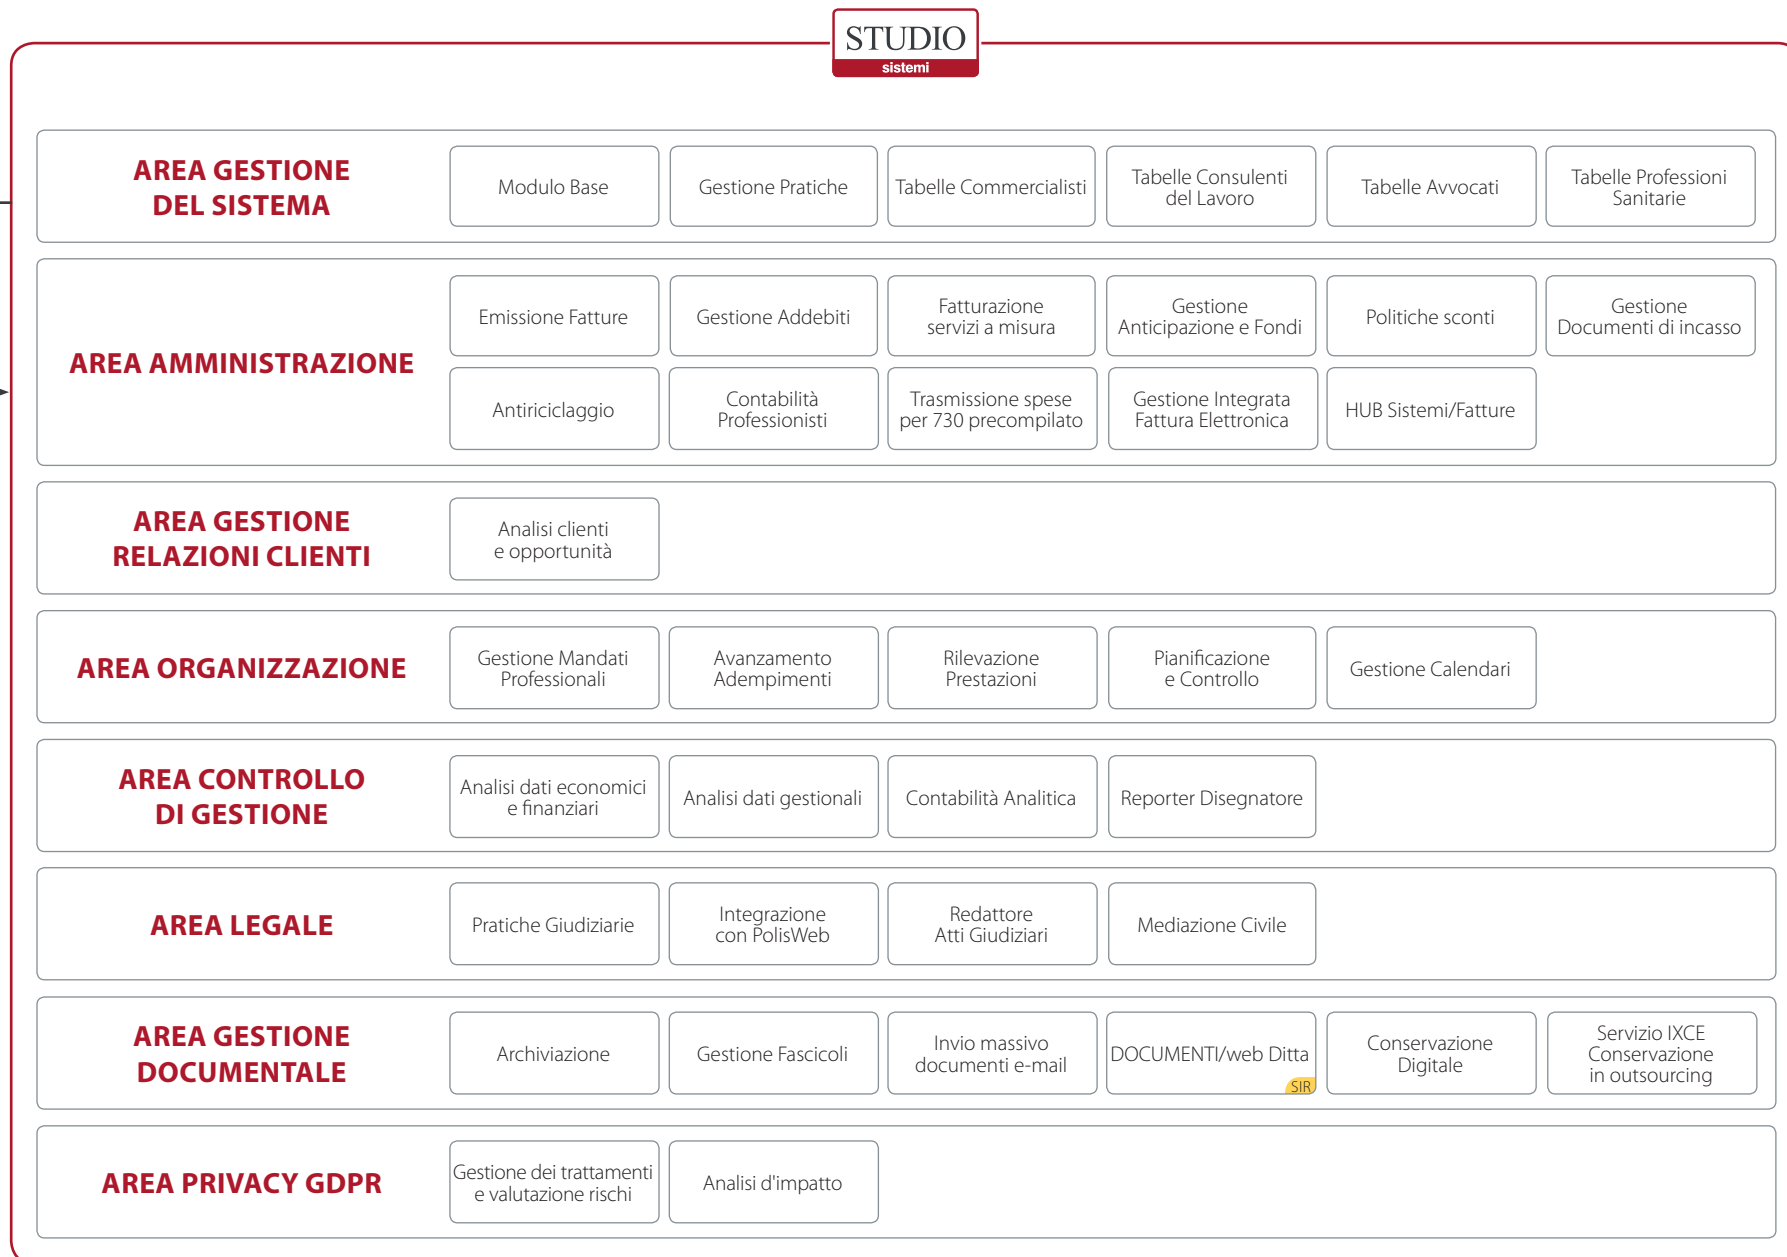 STUDIO
sistemi
AREA GESTIONE
DEL SISTEMA
Modulo Base
Gestione Pratiche
Tabelle Commercialisti
Tabelle Consulenti
del Lavoro
Tabelle Avvocati
Tabelle Professioni
Sanitarie
AREA AMMINISTRAZIONE
Emissione Fatture
Gestione Addebiti
Fatturazione
servizi a misura
Gestione
Anticipazione e Fondi
Politiche sconti
Gestione
Documenti di incasso
Antiriciclaggio
Contabilità
Professionisti
Trasmissione spese
per 730 precompilato
Gestione Integrata
Fattura Elettronica
HUB Sistemi/Fatture
AREA GESTIONE
RELAZIONI CLIENTI
Analisi clienti
e opportunità
AREA ORGANIZZAZIONE
Gestione Mandati
Professionali
Avanzamento
Adempimenti
Rilevazione
Prestazioni
Pianificazione
e Controllo
Gestione Calendari
AREA CONTROLLO
DI GESTIONE
Analisi dati economici
e finanziari
Analisi dati gestionali
Contabilità Analitica
Reporter Disegnatore
AREA LEGALE
Pratiche Giudiziarie
Integrazione
con PolisWeb
Redattore
Atti Giudiziari
Mediazione Civile
AREA GESTIONE
DOCUMENTALE
Archiviazione
Gestione Fascicoli
Invio massivo
documenti e-mail
DOCUMENTI/web Ditta
SIR
Conservazione
Digitale
Servizio IXCE
Conservazione
in outsourcing
AREA PRIVACY GDPR
Gestione dei trattamenti
e valutazione rischi
Analisi d'impatto